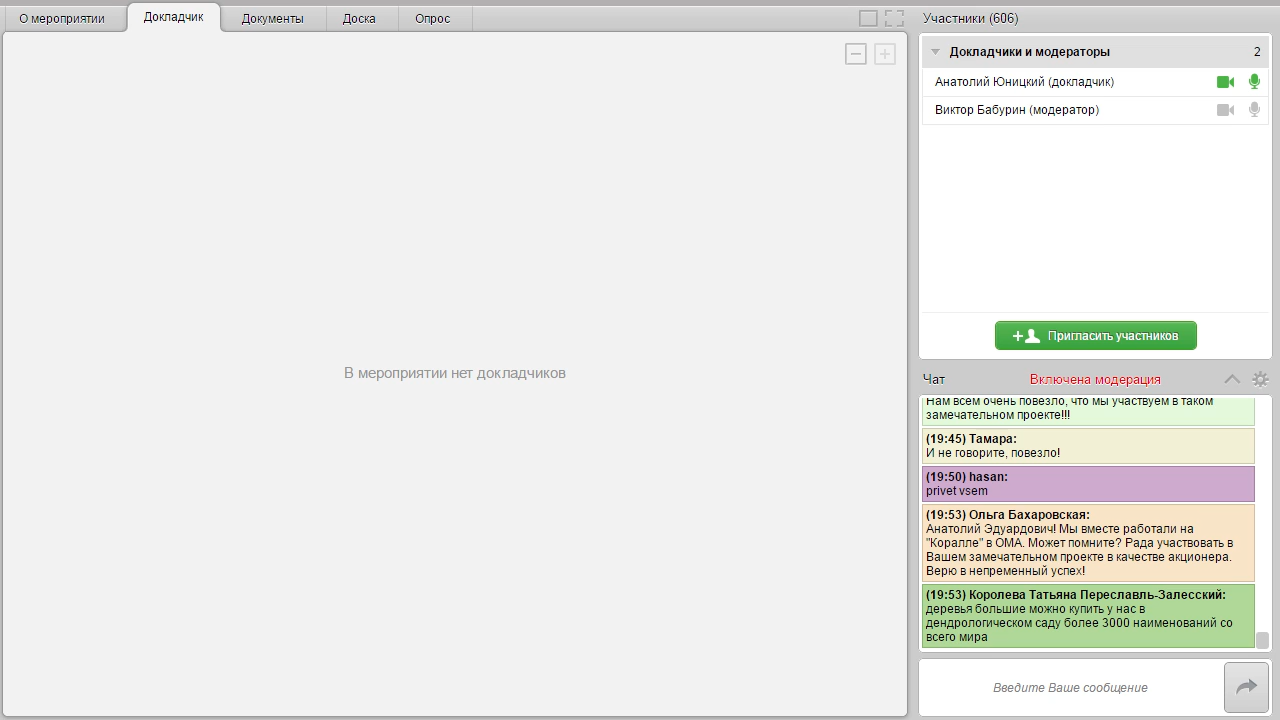 О мероприятии
Докладчик
Документы
Доска
Опрос
В мероприятии нет докладчиков
Участники (606)
Докладчики и модераторы 2
Анатолий Юницкий (докладчик)
Виктор Бабурин (модератор)
Пригласить участников
Чат
Включена модерация
Нам всем очень повезло, что мы участвуем в таком
замечательном проекте!!!
(19:45) Тамара:
И не говорите, повезло!
(19:50) hasan:
privet vsem
(19:53) Ольга Бахаровская:
Анатолий Эдуардович! Мы вместе работали на
"Коралле" в ОМА. Может помните? Рада участвовать в
Вашем замечательном проекте в качестве акционера.
Верю в непременный успех!
(19:53) Королева Татьяна Переславль-Залесский:
деревья большие можно купить у нас в
дендрологическом саду более 3000 наименований со
всего мира
Введите Ваше сообщение